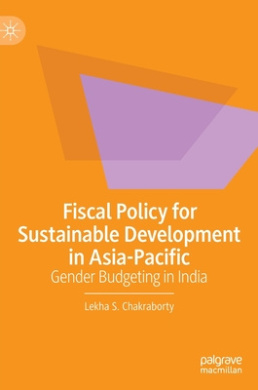 Fiscal Policy for
Sustainable Development
in Asia-Pacific
Gender Budgeting in India
Lekha S. Chakraborty
palgrave
macmillan